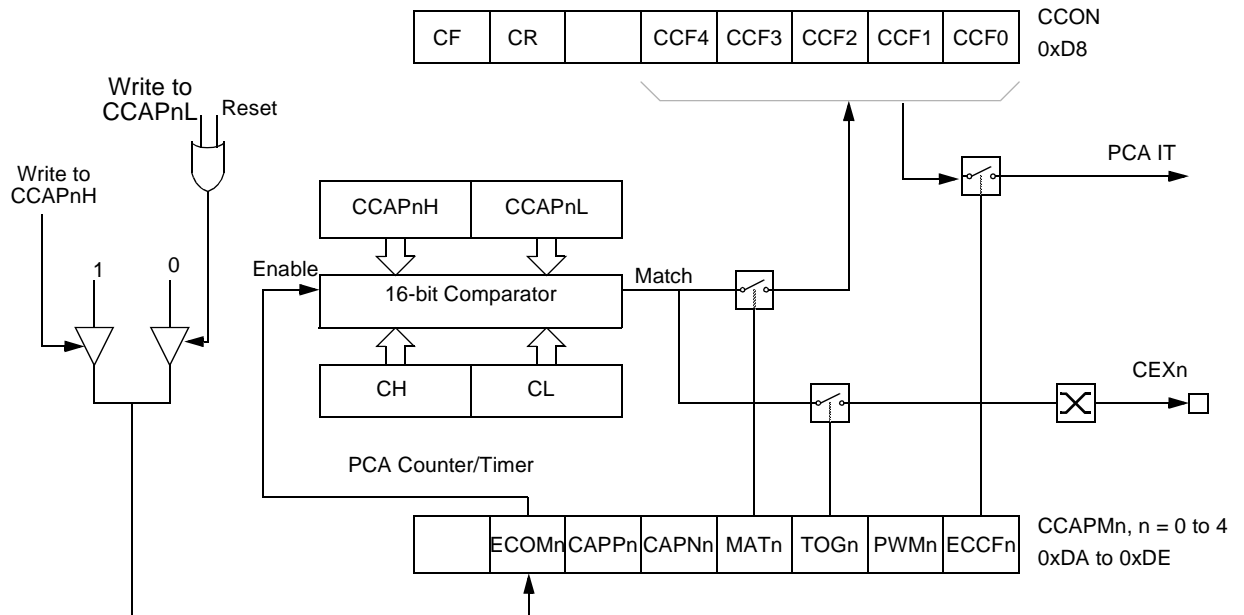 CF CR CCF4 CCF3 CCF2 CCF1 CCF0
CCON
0xD8
Write to
CCAPnL
Reset
Write to
CCAPnH
PCA IT
CCAPnH CCAPnL
1 0
Enable
16-bit Comparator
Match
CH CL
CEXn
PCA Counter/Timer
ECOMn CAPPn CAPNn MATn TOGn PWMn ECCFn
CCAPMn, n = 0 to 4
0xDA to 0xDE